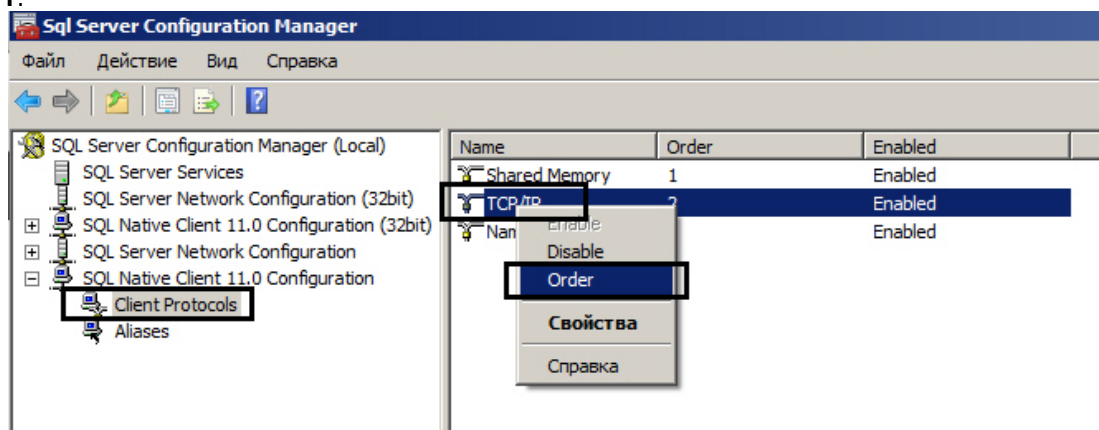 Sql Server Configuration Manager
Файл Действие Вид Справка
SQL Server Configuration Manager (Local)
SQL Server Services
SQL Server Network Configuration (32bit)
SQL Native Client 11.0 Configuration (32bit)
SQL Server Network Configuration
SQL Native Client 11.0 Configuration
Client Protocols
Aliases
Name Order Enabled
Shared Memory 1 Enabled
TCP/IP 2 Enabled
Nam Enabled
Enable
Disable
Order
Свойства
Справка